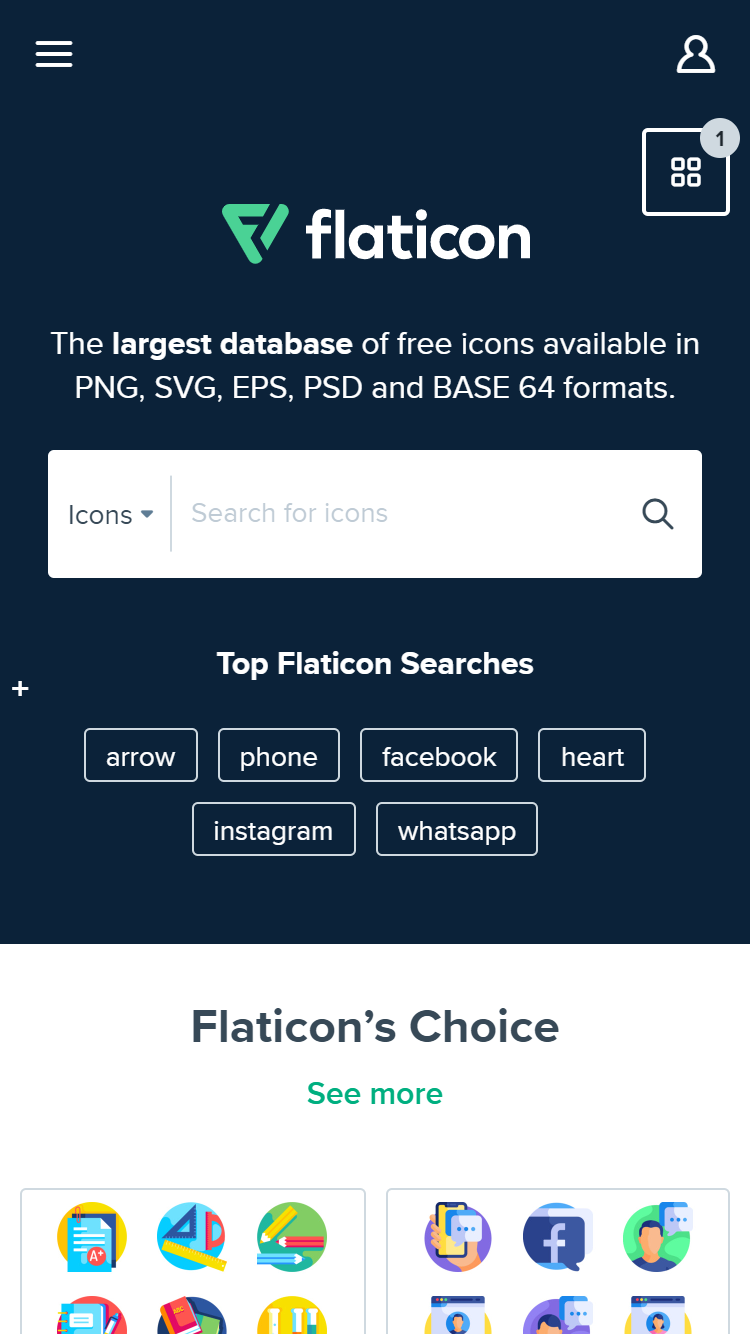 1
flaticon
The largest database of free icons available in
PNG, SVG, EPS, PSD and BASE 64 formats.
Icons
Search for icons
Top Flaticon Searches
+
arrow
phone
facebook
heart
instagram
whatsapp
Flaticon’s Choice
See more
A+
f
ABC